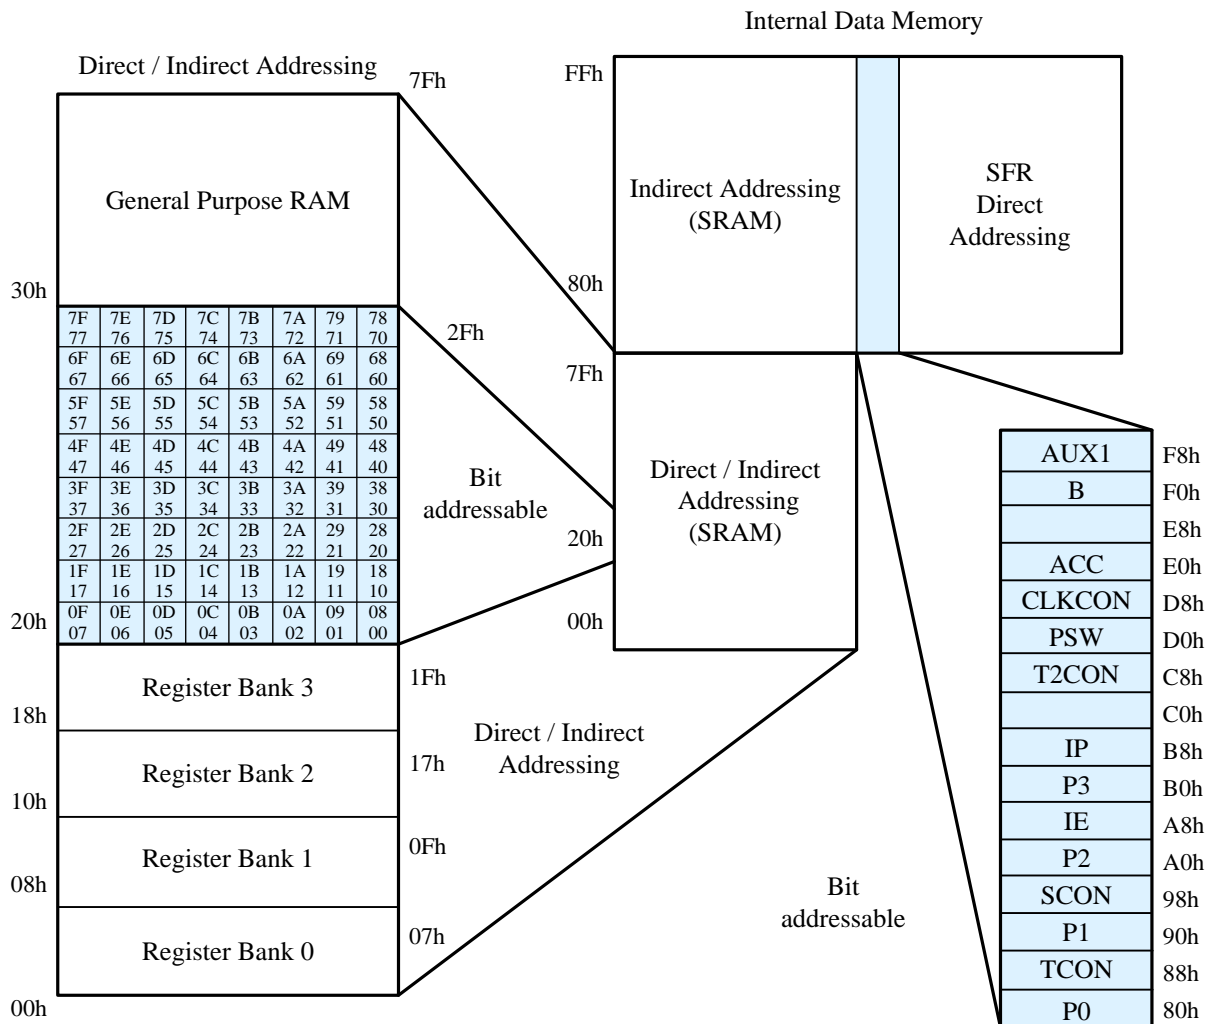 Internal Data Memory
Direct / Indirect Addressing
7Fh
General Purpose RAM
30h
7F 7E 7D 7C 7B 7A 79 78
77 76 75 74 73 72 71 70
6F 6E 6D 6C 6B 6A 69 68
67 66 65 64 63 62 61 60
5F 5E 5D 5C 5B 5A 59 58
57 56 55 54 53 52 51 50
4F 4E 4D 4C 4B 4A 49 48
47 46 45 44 43 42 41 40
3F 3E 3D 3C 3B 3A 39 38
37 36 35 34 33 32 31 30
2F 2E 2D 2C 2B 2A 29 28
27 26 25 24 23 22 21 20
1F 1E 1D 1C 1B 1A 19 18
17 16 15 14 13 12 11 10
0F 0E 0D 0C 0B 0A 09 08
07 06 05 04 03 02 01 00
2Fh
Bit
addressable
20h
Register Bank 3
1Fh
18h
Register Bank 2
17h
10h
Register Bank 1
0Fh
08h
Register Bank 0
07h
00h
Direct / Indirect
Addressing
FFh
Indirect Addressing
(SRAM)
80h
SFR
Direct
Addressing
7Fh
Direct / Indirect
Addressing
(SRAM)
20h
00h
Bit
addressable
AUX1 F8h
B F0h
E8h
ACC E0h
CLKCON D8h
PSW D0h
T2CON C8h
C0h
IP B8h
P3 B0h
IE A8h
P2 A0h
SCON 98h
P1 90h
TCON 88h
P0 80h